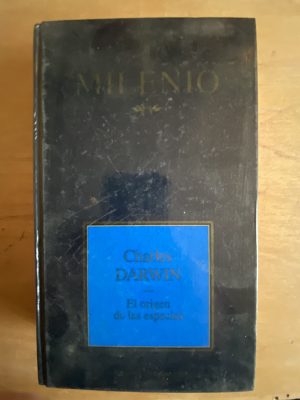 MILENIO
Charles
DARWIN
El origen
de las especies